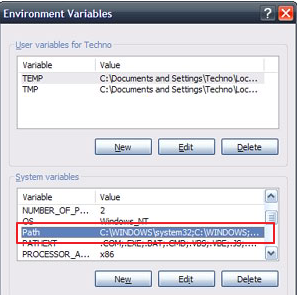 Environment Variables
User variables for Techno
Variable Value
TEMP C:\Documents and Settings\Techno\Loc...
TMP C:\Documents and Settings\Techno\Loc...
New Edit Delete
System variables
Variable Value
NUMBER_OF_P... 2
OS Windows_NT
Path C:\WINDOWS\system32;C:\WINDOWS;...
PATHEXT .COM;.EXE;.BAT;.CMD;.VBS;.VBE;.JS;...
PROCESSOR_A... x86
New Edit Delete